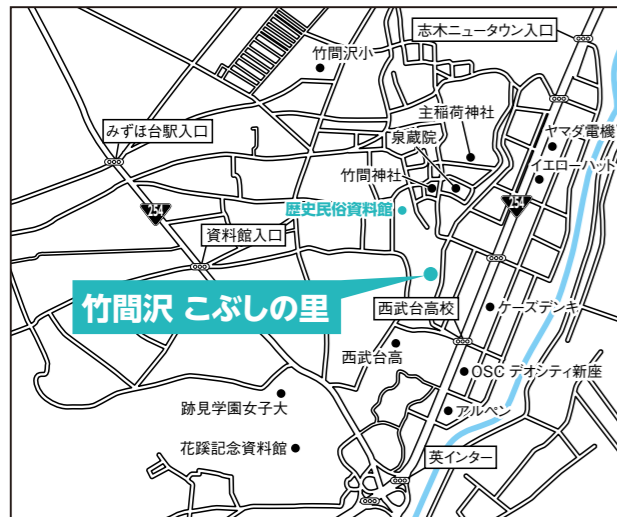 志木ニュータウン入口
竹間沢小
主稲荷神社
みずほ台駅入口
泉蔵院
ヤマダ電機
イエローハット
竹間神社
254
254
歴史民俗資料館
資料館入口
竹間沢 こぶしの里
西武台高校
ケーズデンキ
西武台高
OSC デオシティ新座
跡見学園女子大
アルペン
花蹊記念資料館
英インター